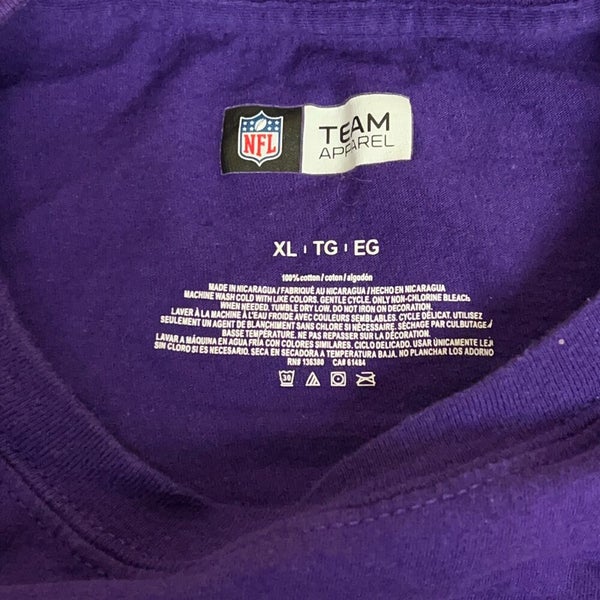 NFL
TEAM
APPAREL
XL | TG | EG
100% cotton / coton / algodón
MADE IN NICARAGUA / FABRIQUÉ AU NICARAGUA / HECHO EN NICARAGUA
MACHINE WASH COLD WITH LIKE COLORS. GENTLE CYCLE. ONLY NON-CHLORINE BLEACH
WHEN NEEDED. TUMBLE DRY LOW. DO NOT IRON ON DECORATION.
LAVER À LA MACHINE À L'EAU FROIDE AVEC COULEURS SEMBLABLES. CYCLE DÉLICAT. UTILISEZ
SEULEMENT UN AGENT DE BLANCHIMENT SANS CHLORE SI NÉCESSAIRE. SÉCHAGE PAR CULBUTAGE À
BASSE TEMPÉRATURE. NE PAS REPASSER SUR LA DÉCORATION.
LAVAR A MÁQUINA EN AGUA FRÍA CON COLORES SIMILARES. CICLO DELICADO. USAR ÚNICAMENTE
SIN CLORO SI ES NECESARIO. SECA EN SECADORA A TEMPERATURA BAJA. NO PLANCHAR LOS ADORNO
RN# 136380 CA# 61484
30